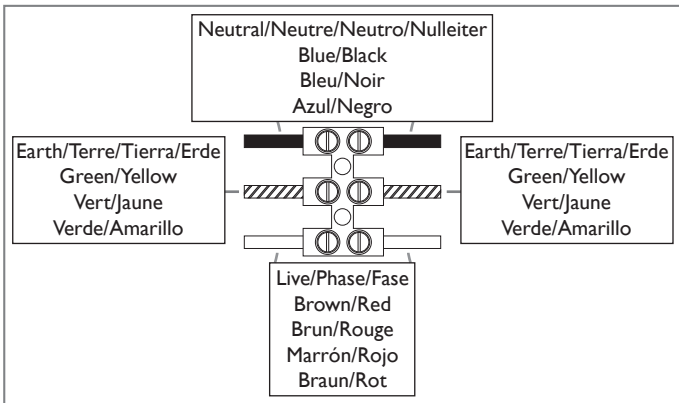 Neutral/Neutre/Neutro/Nulleiter
Blue/Black
Bleu/Noir
Azul/Negro
Earth/Terre/Tierra/Erde
Green/Yellow
Vert/Jaune
Verde/Amarillo
Earth/Terre/Tierra/Erde
Green/Yellow
Vert/Jaune
Verde/Amarillo
Live/Phase/Fase
Brown/Red
Brun/Rouge
Marrón/Rojo
Braun/Rot